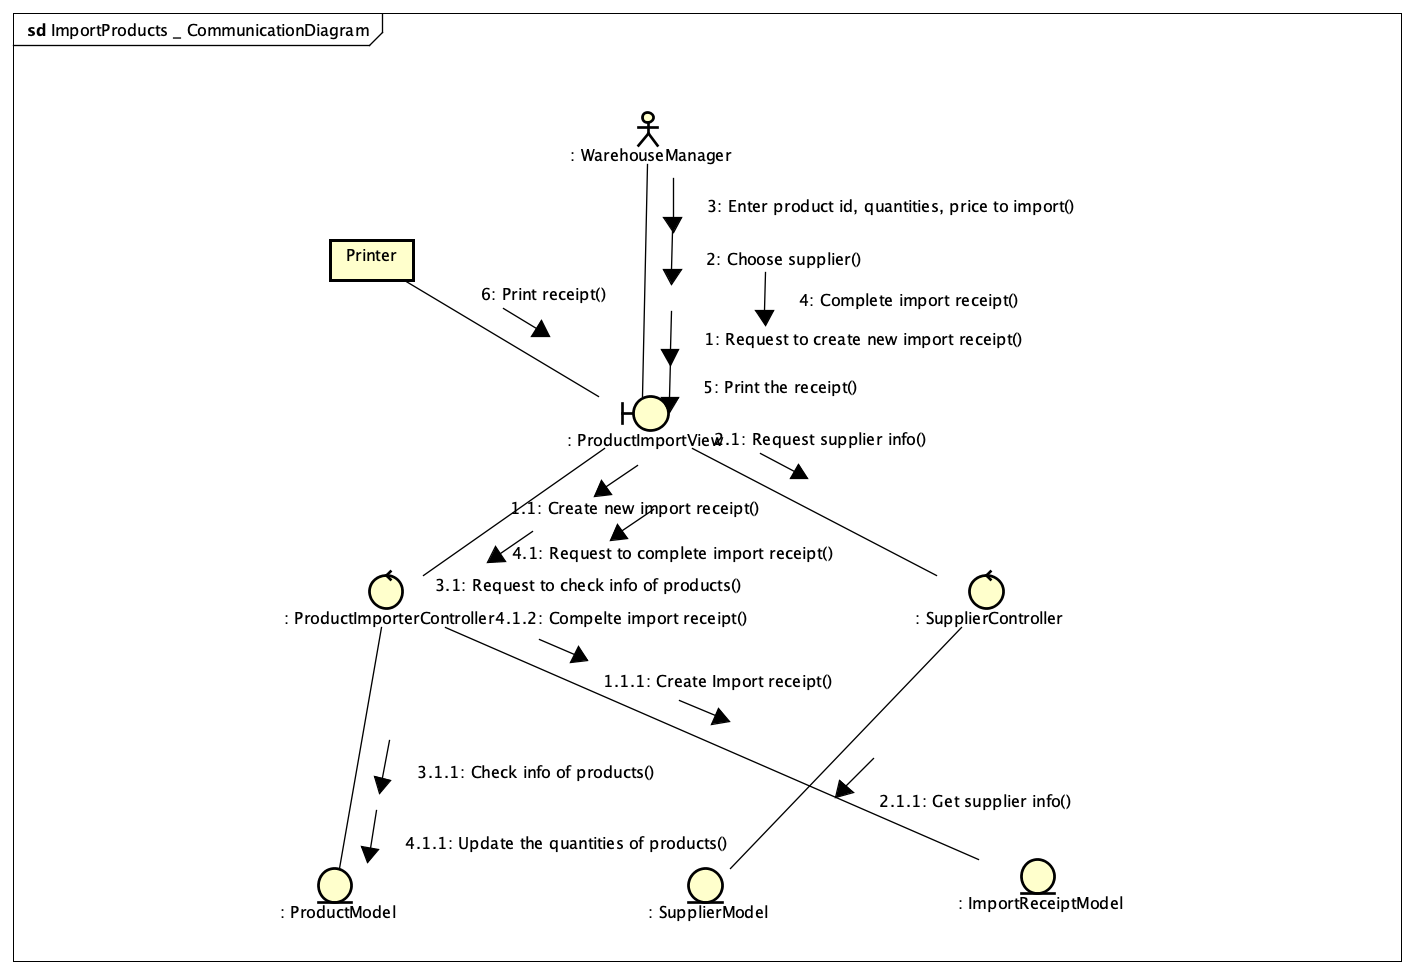 sd ImportProducts _ CommunicationDiagram
: WarehouseManager
3: Enter product id, quantities, price to import()
Printer
2: Choose supplier()
6: Print receipt()
4: Complete import receipt()
1: Request to create new import receipt()
5: Print the receipt()
: ProductImportView
2.1: Request supplier info()
1.1: Create new import receipt()
4.1: Request to complete import receipt()
3.1: Request to check info of products()
: ProductImporterController
4.1.2: Compelte import receipt()
: SupplierController
1.1.1: Create Import receipt()
3.1.1: Check info of products()
2.1.1: Get supplier info()
4.1.1: Update the quantities of products()
: ProductModel
: SupplierModel
: ImportReceiptModel